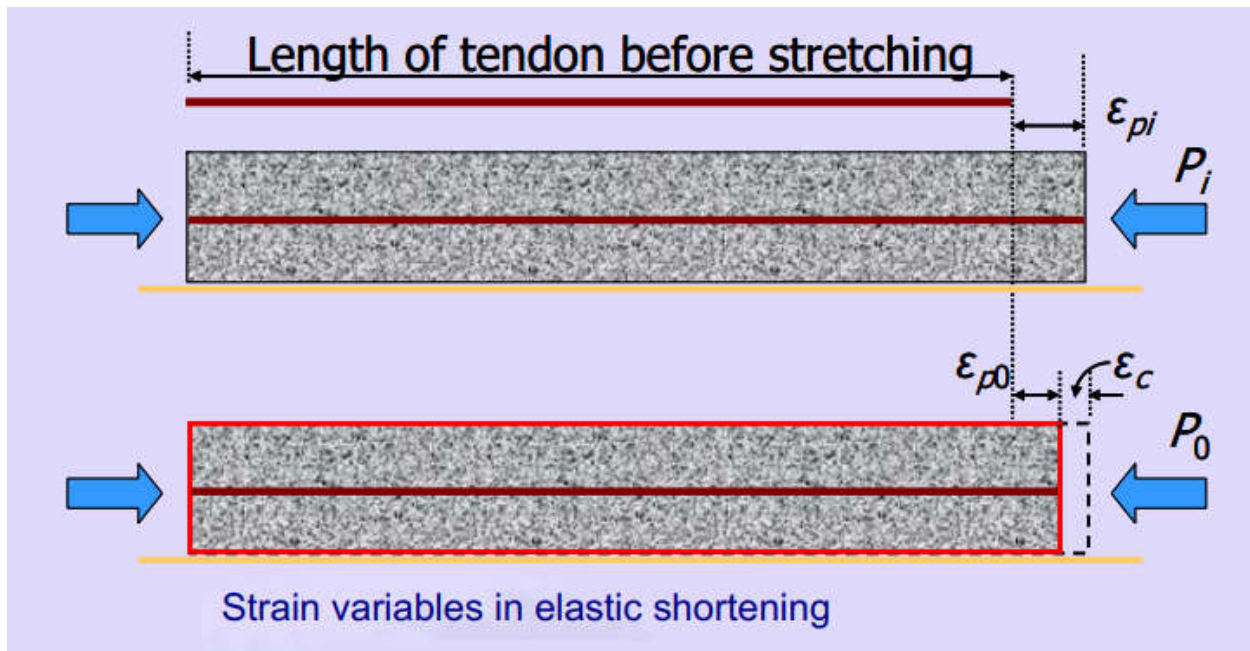 Length of tendon before stretching
εpi
Pi
εp0 εc
P0
Strain variables in elastic shortening